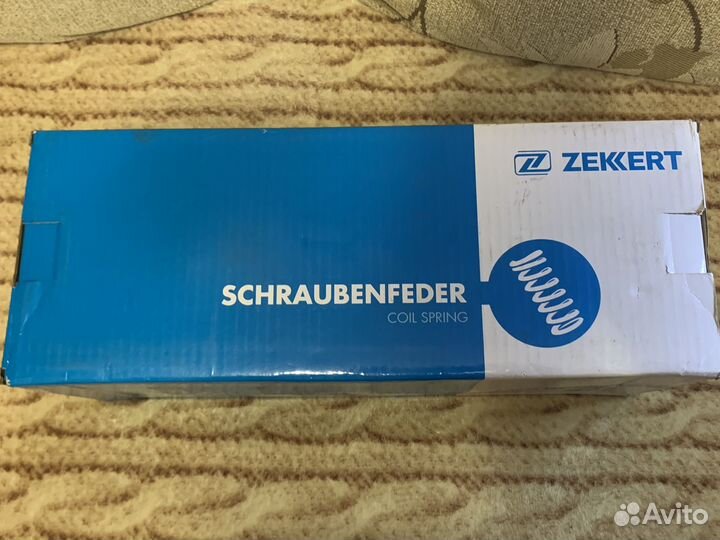 ZEKKERT
SCHRAUBENFEDER
COIL SPRING
Avito